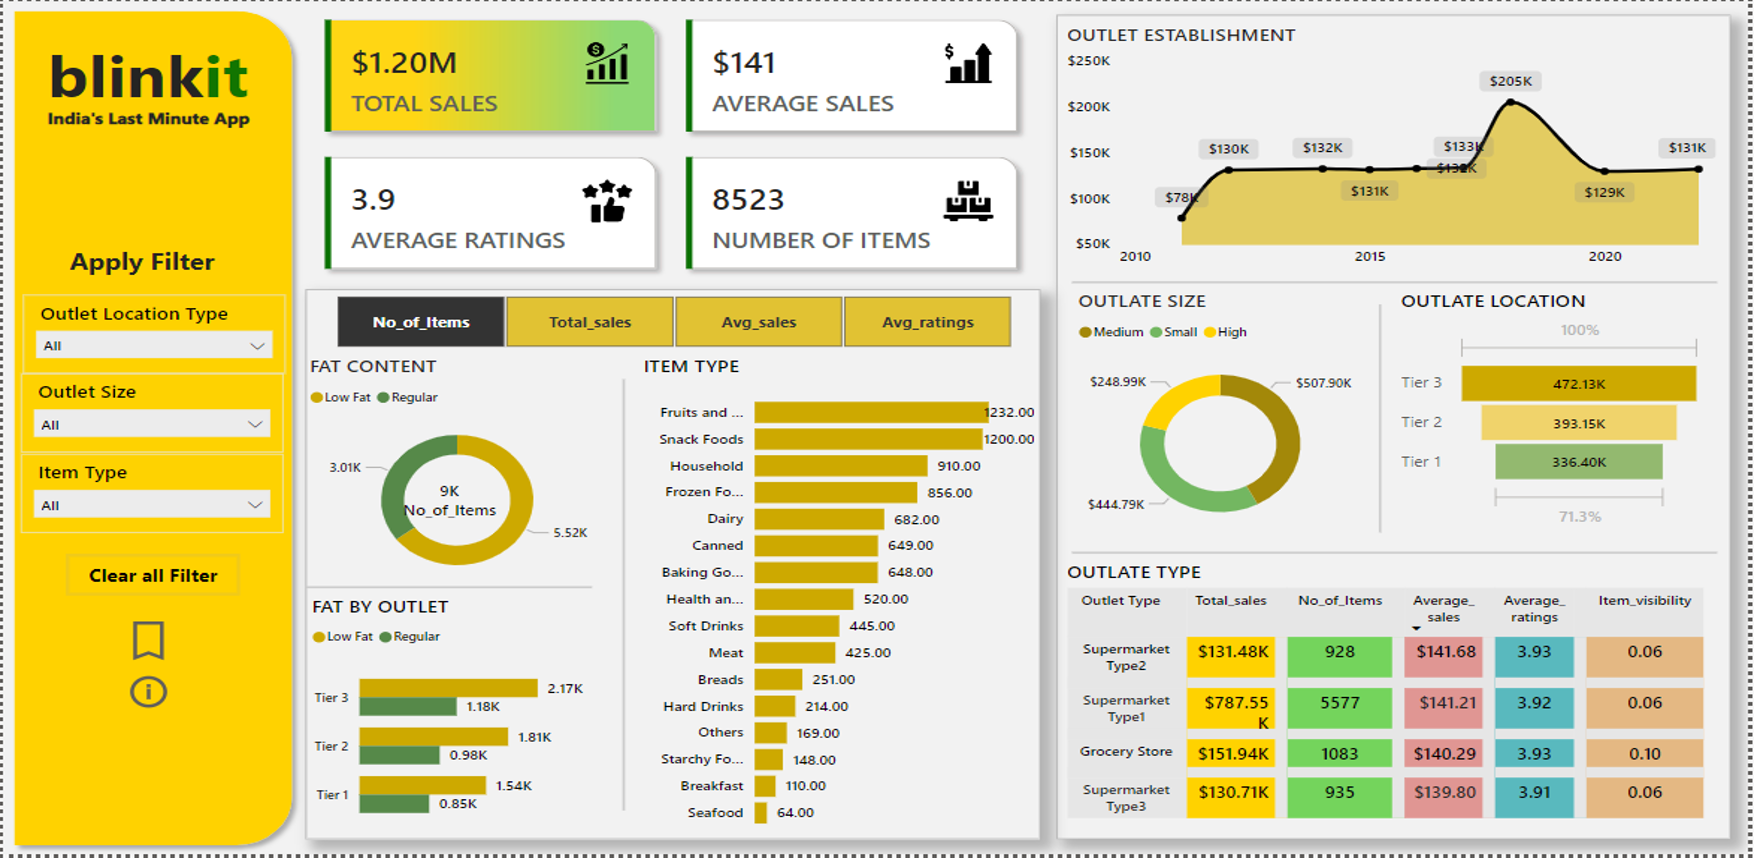 blinkit
India's Last Minute App
Apply Filter
Outlet Location Type
All
Outlet Size
All
Item Type
All
Clear all Filter
$1.20M
TOTAL SALES
$141
AVERAGE SALES
3.9
AVERAGE RATINGS
8523
NUMBER OF ITEMS
No_of_Items
Total_sales
Avg_sales
Avg_ratings
FAT CONTENT
Low Fat
Regular
3.01K
9K
No_of_Items
5.52K
FAT BY OUTLET
Low Fat
Regular
Tier 3
2.17K
1.18K
Tier 2
1.81K
0.98K
Tier 1
1.54K
0.85K
ITEM TYPE
Fruits and ... 1232.00
Snack Foods 1200.00
Household 910.00
Frozen Fo... 856.00
Dairy 682.00
Canned 649.00
Baking Go... 648.00
Health an... 520.00
Soft Drinks 445.00
Meat 425.00
Breads 251.00
Hard Drinks 214.00
Others 169.00
Starchy Fo... 148.00
Breakfast 110.00
Seafood 64.00
OUTLET ESTABLISHMENT
$250K
$200K
$150K
$100K
$50K
$78K
$130K
$132K
$131K
$133K
$205K
$129K
$131K
2010
2015
2020
OUTLATE SIZE
Medium
Small
High
$248.99K
$507.90K
$444.79K
OUTLATE LOCATION
100%
Tier 3 472.13K
Tier 2 393.15K
Tier 1 336.40K
71.3%
OUTLATE TYPE
Outlet Type Total_sales No_of_Items Average_ Average_ Item_visibility
sales ratings
Supermarket $131.48K 928 $141.68 3.93 0.06
Type2
Supermarket $787.55 5577 $141.21 3.92 0.06
Type1 K
Grocery Store $151.94K 1083 $140.29 3.93 0.10
Supermarket $130.71K 935 $139.80 3.91 0.06
Type3